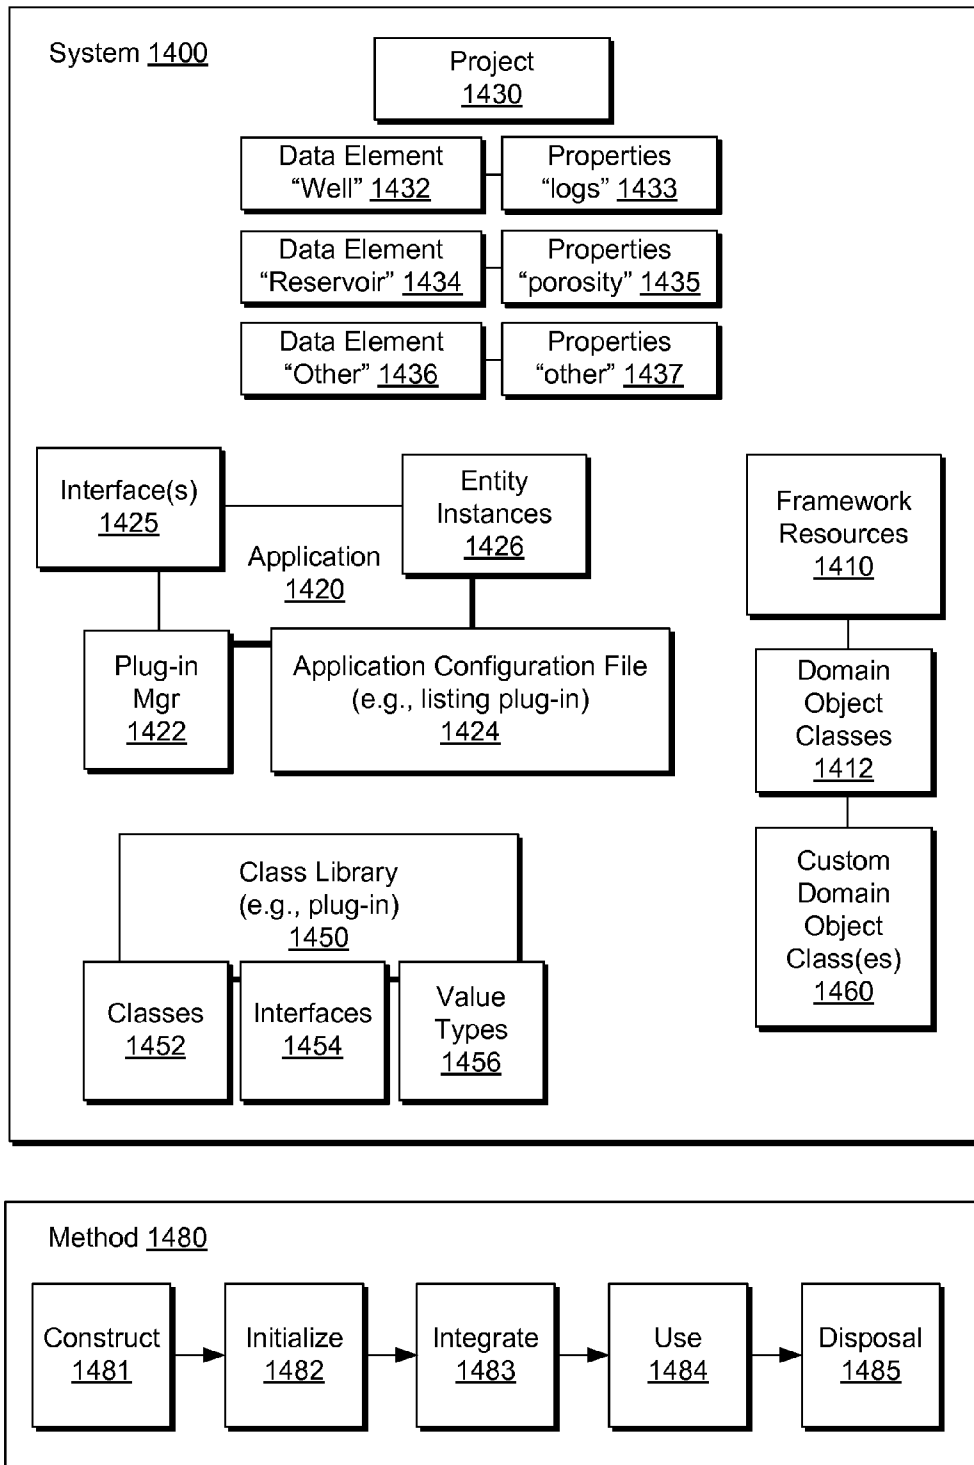 System 1400
Project
1430
Data Element
“Well” 1432
Properties
“logs” 1433
Data Element
“Reservoir” 1434
Properties
“porosity” 1435
Data Element
“Other” 1436
Properties
“other” 1437
Interface(s)
1425
Entity
Instances
1426
Application
1420
Framework
Resources
1410
Plug-in
Mgr
1422
Application Configuration File
(e.g., listing plug-in)
1424
Domain
Object
Classes
1412
Class Library
(e.g., plug-in)
1450
Classes
1452
Interfaces
1454
Value
Types
1456
Custom
Domain
Object
Class(es)
1460
Method 1480
Construct
1481
Initialize
1482
Integrate
1483
Use
1484
Disposal
1485